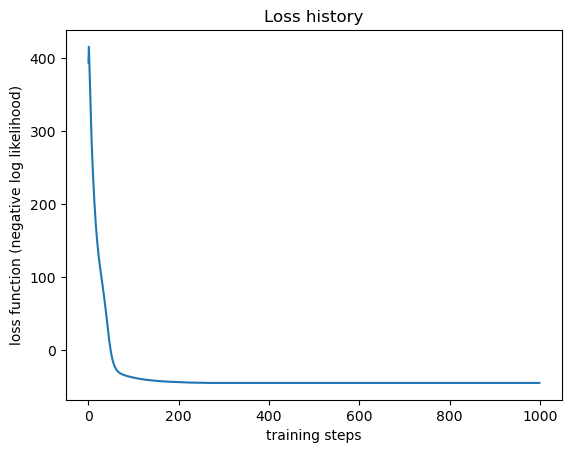 Loss history
loss function (negative log likelihood)
400
300
200
100
0
0 200 400 600 800 1000
training steps